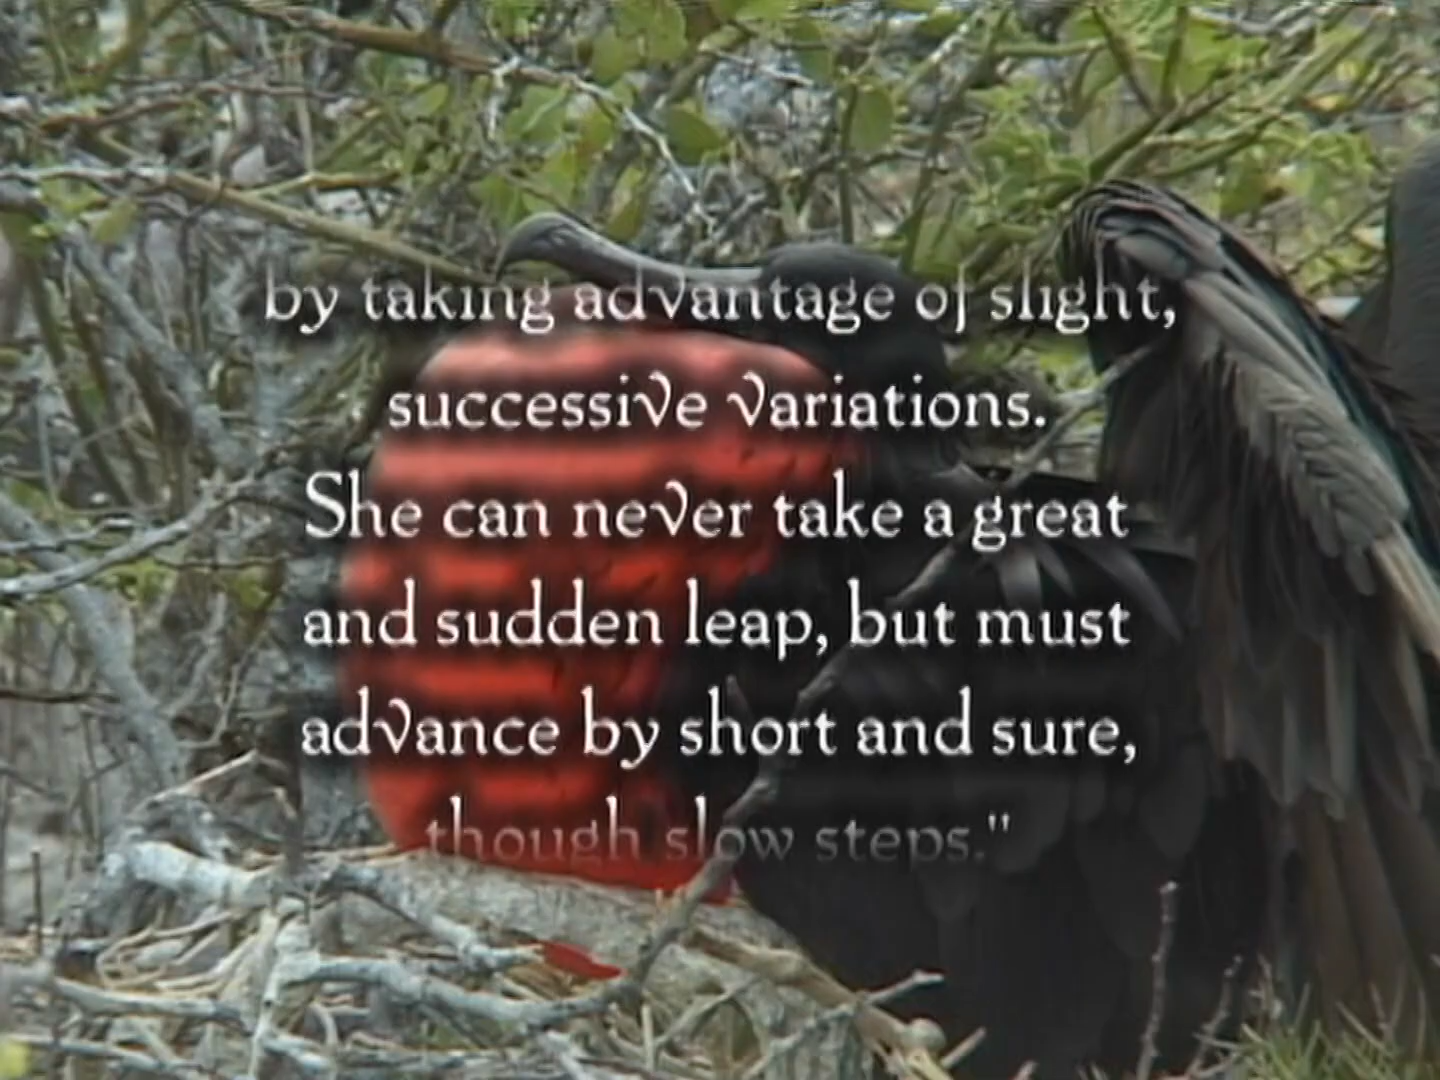 by taking advantage of slight,
successive variations.
She can never take a great
and sudden leap, but must
advance by short and sure,
though slow steps."